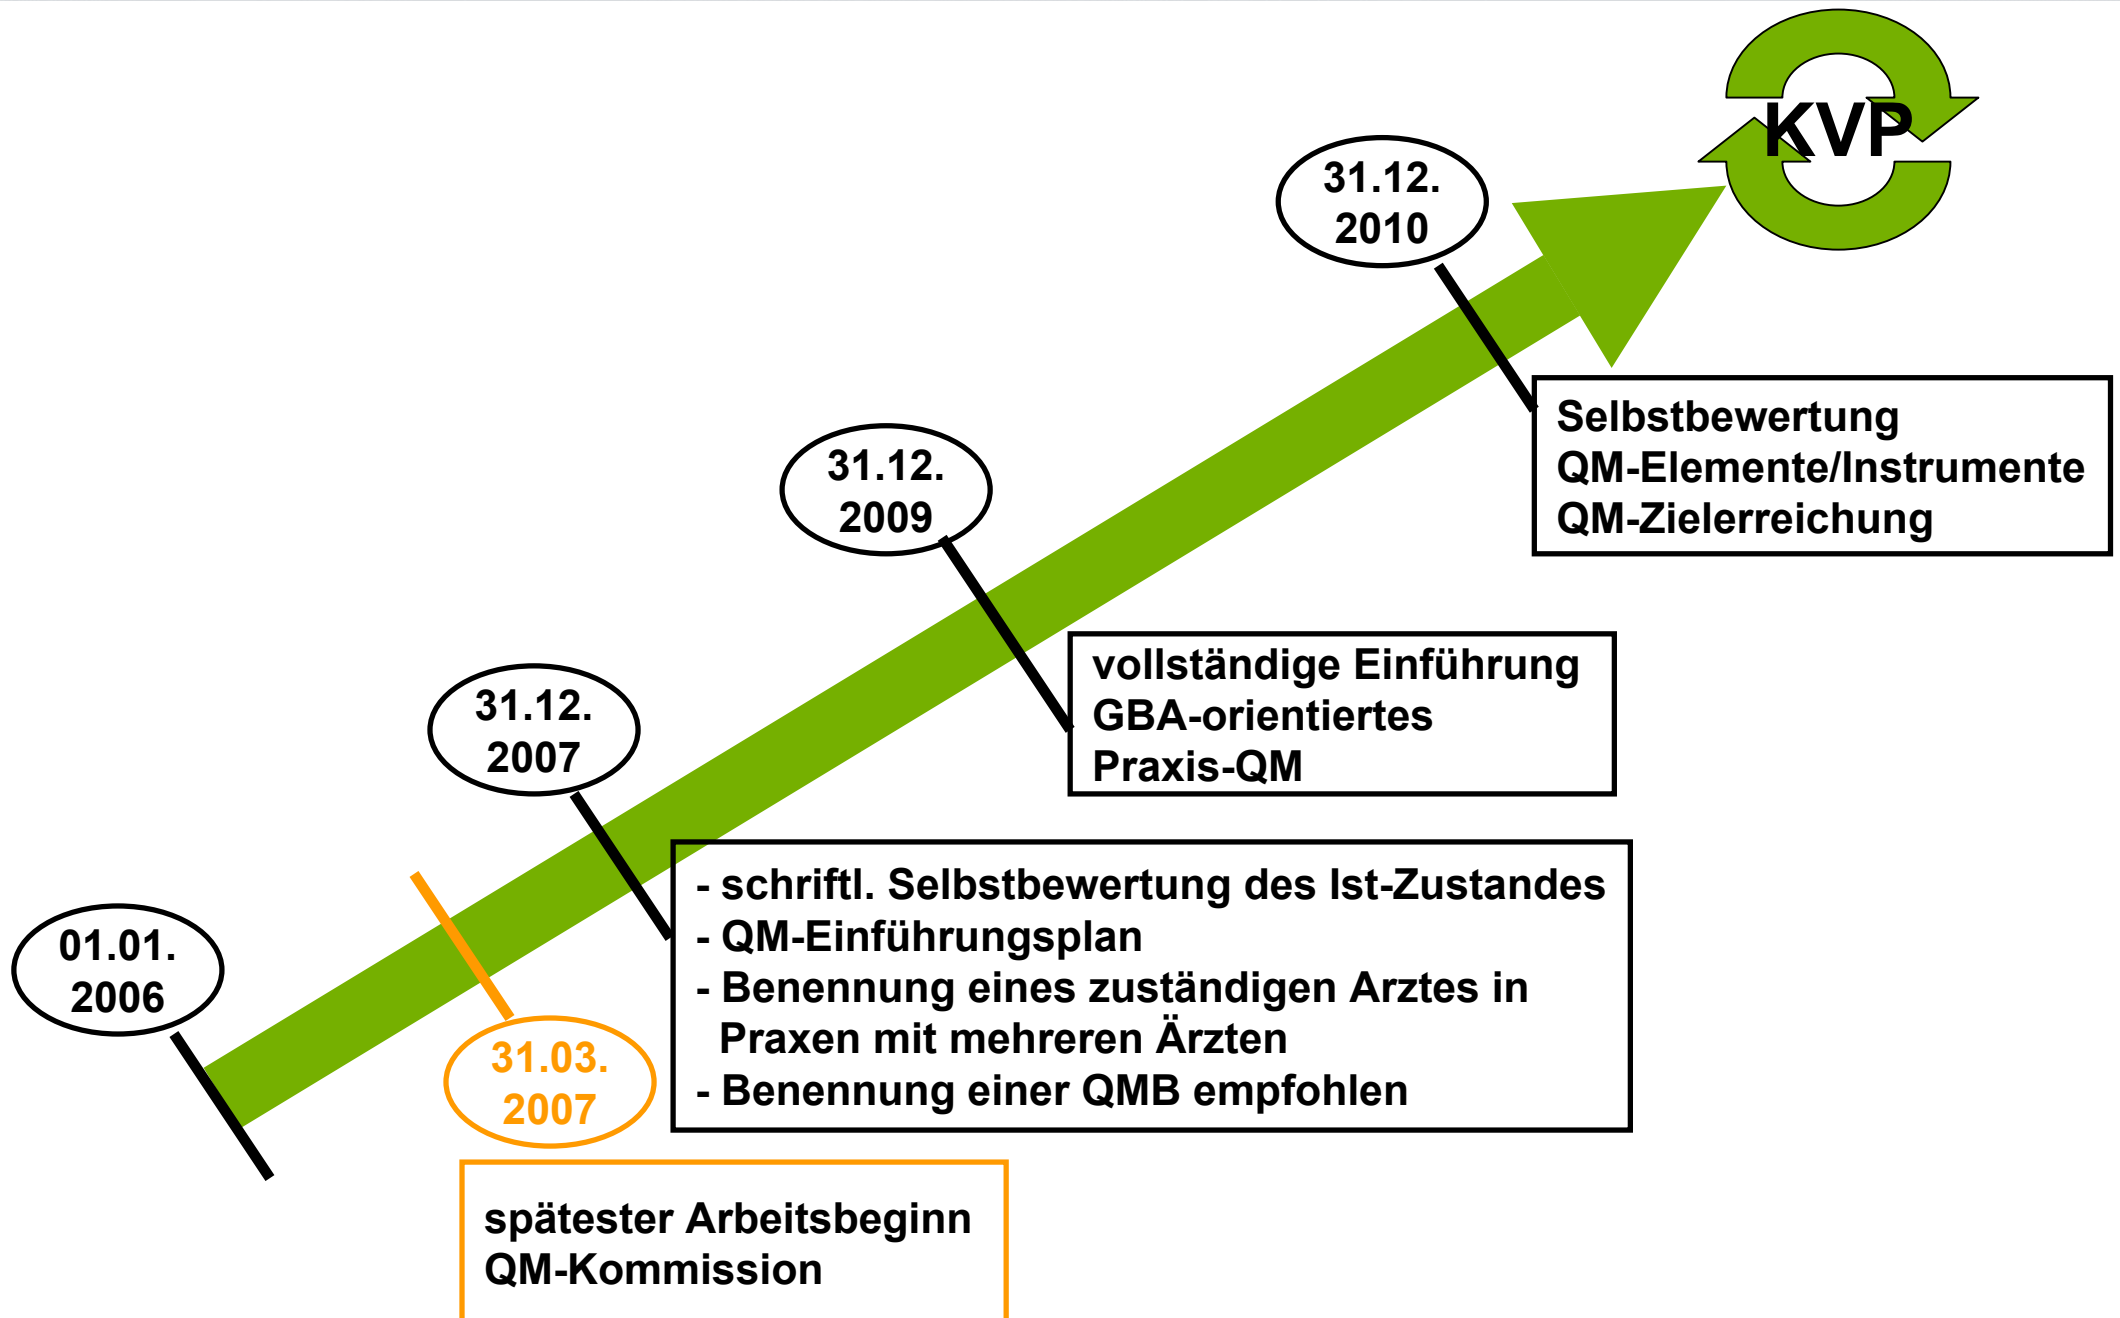 KVP
31.12.
2010
Selbstbewertung
QM-Elemente/Instrumente
QM-Zielerreichung
31.12.
2009
vollständige Einführung
GBA-orientiertes
Praxis-QM
31.12.
2007
- schriftl. Selbstbewertung des Ist-Zustandes
- QM-Einführungsplan
- Benennung eines zuständigen Arztes in
Praxen mit mehreren Ärzten
- Benennung einer QMB empfohlen
01.01.
2006
31.03.
2007
spätester Arbeitsbeginn
QM-Kommission